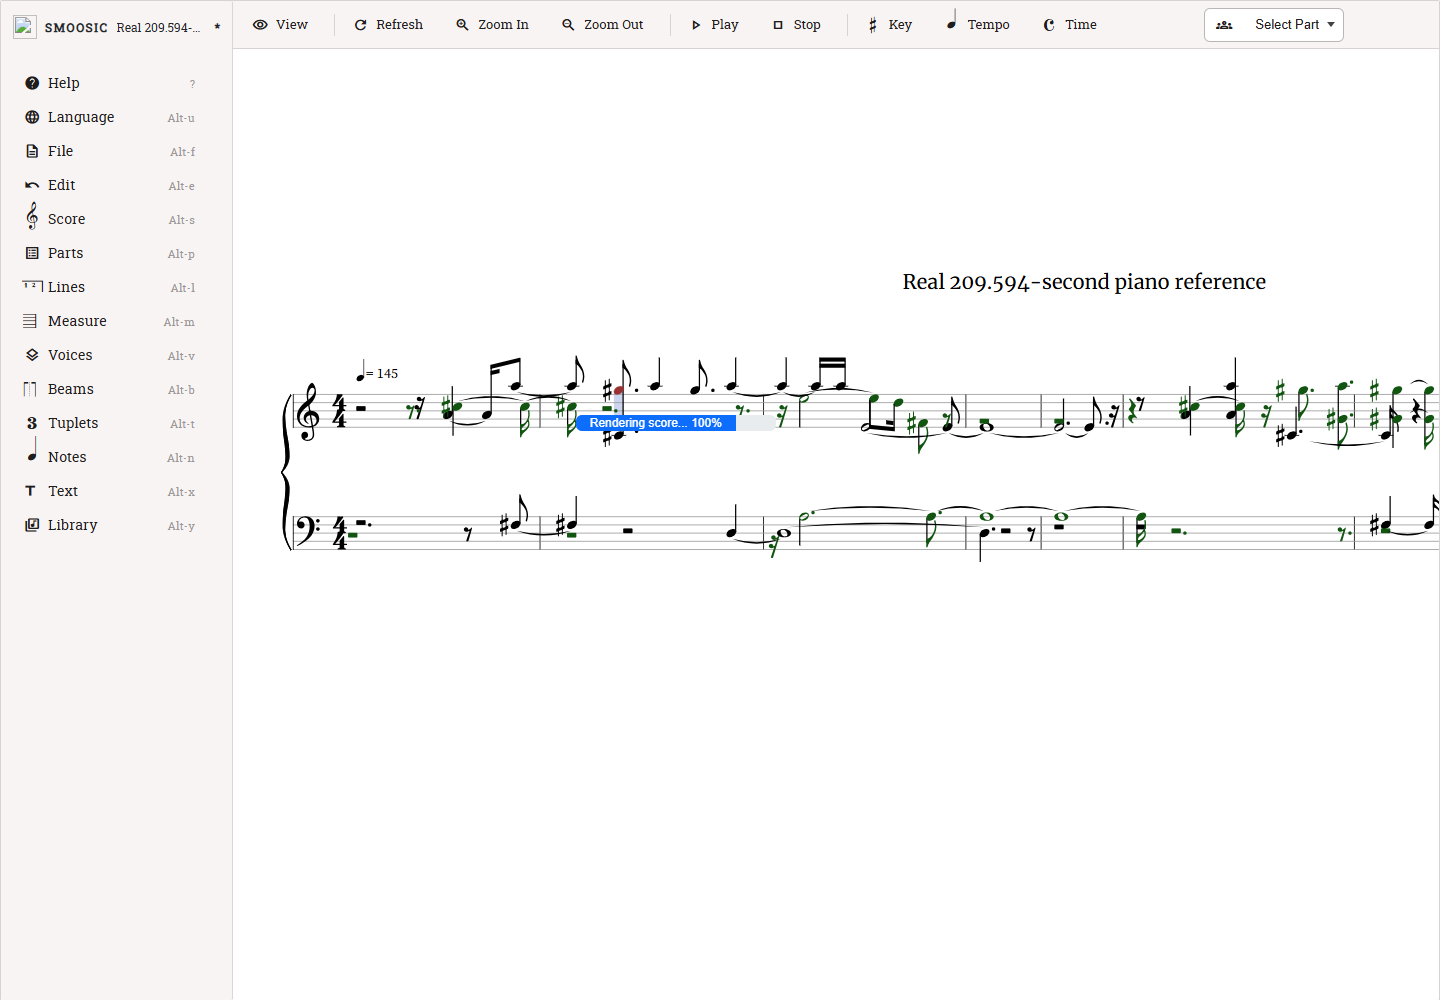 SMOOSIC Real 209.594-... *
View
Refresh
Zoom In
Zoom Out
Play
Stop
Key
Tempo
Time
Select Part
Help ?
Language Alt-u
File Alt-f
Edit Alt-e
Score Alt-s
Parts Alt-p
Lines Alt-l
Measure Alt-m
Voices Alt-v
Beams Alt-b
3 Tuplets Alt-t
Notes Alt-n
Text Alt-x
Library Alt-y
Real 209.594-second piano reference
= 145
Rendering score... 100%